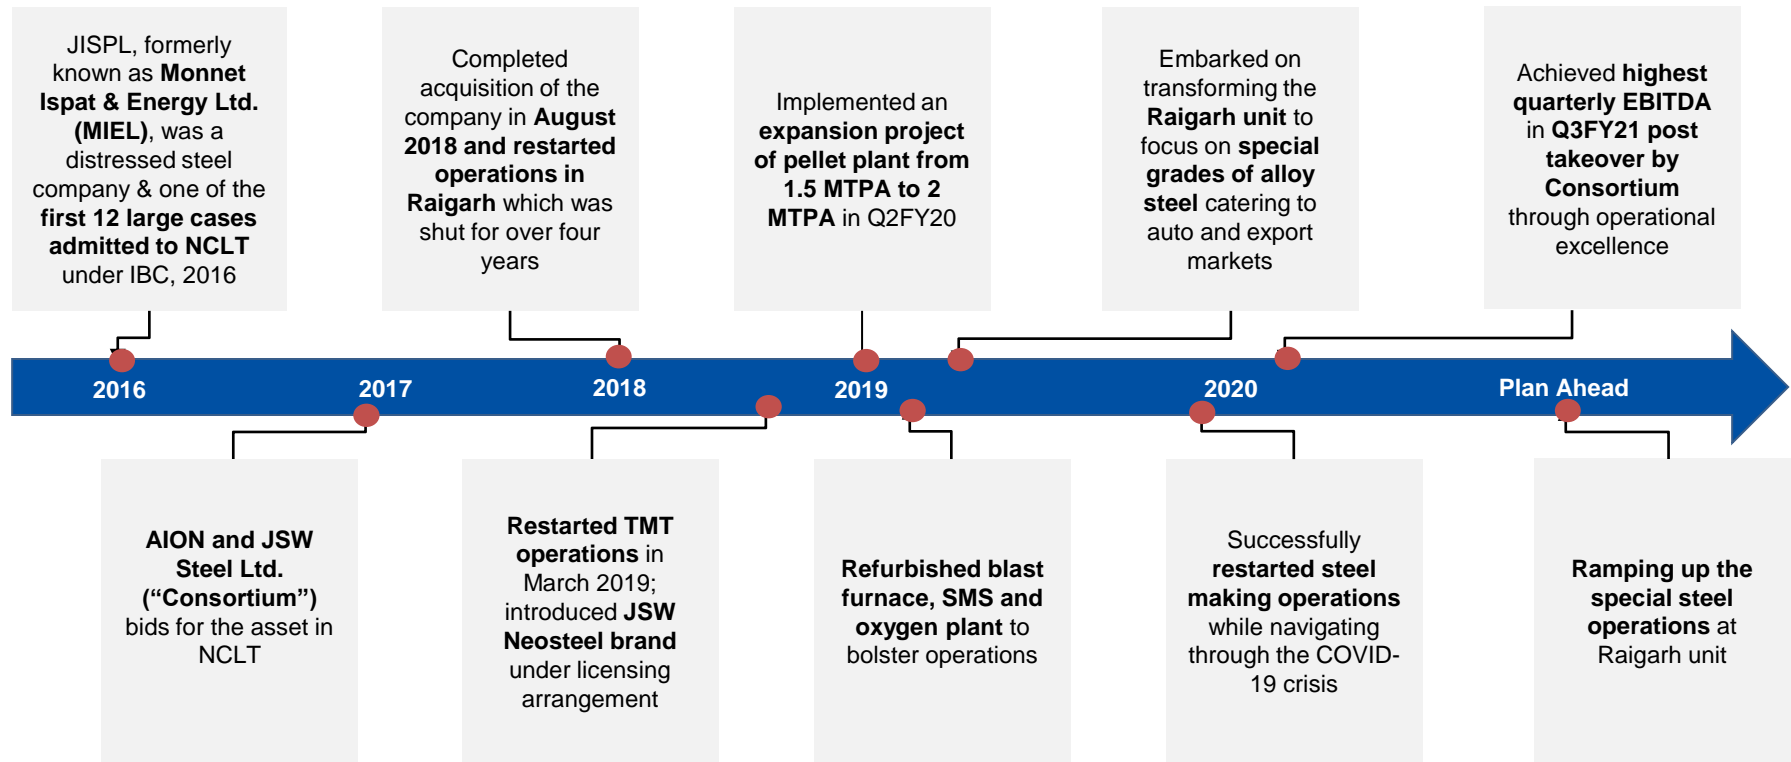 JISPL, formerly
known as Monnet
Ispat & Energy Ltd.
(MIEL), was a
distressed steel
company & one of the
first 12 large cases
admitted to NCLT
under IBC, 2016
Completed
acquisition of the
company in August
2018 and restarted
operations in
Raigarh which was
shut for over four
years
Implemented an
expansion project
of pellet plant from
1.5 MTPA to 2
MTPA in Q2FY20
Embarked on
transforming the
Raigarh unit to
focus on special
grades of alloy
steel catering to
auto and export
markets
Achieved highest
quarterly EBITDA
in Q3FY21 post
takeover by
Consortium
through operational
excellence
2016
2017
2018
2019
2020
Plan Ahead
AION and JSW
Steel Ltd.
(“Consortium”)
bids for the asset in
NCLT
Restarted TMT
operations in
March 2019;
introduced JSW
Neosteel brand
under licensing
arrangement
Refurbished blast
furnace, SMS and
oxygen plant to
bolster operations
Successfully
restarted steel
making operations
while navigating
through the COVID-
19 crisis
Ramping up the
special steel
operations at
Raigarh unit